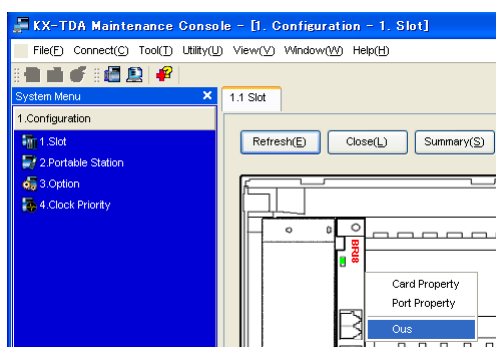 KX-TDA Maintenance Console - [1. Configuration - 1. Slot]
File(F) Connect(C) Tool(T) Utility(U) View(V) Window(W) Help(H)
System Menu
1.1 Slot
1.Configuration
1.Slot
2.Portable Station
3.Option
4.Clock Priority
Refresh(E) Close(L) Summary(S)
BRI8
Card Property
Port Property
Ous